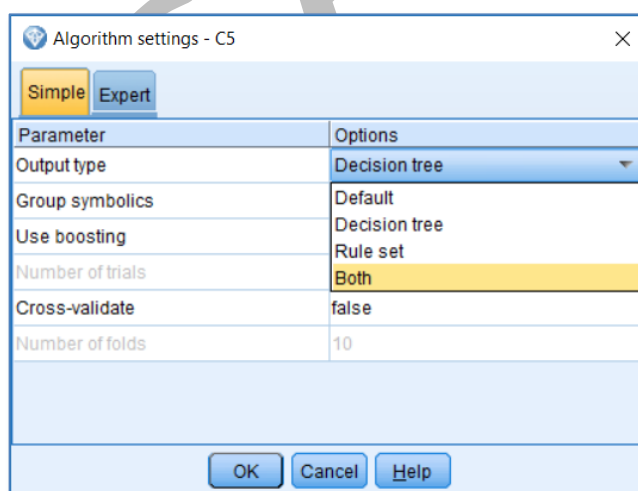 Algorithm settings - C5
Simple Expert
Parameter Options
Output type Decision tree
Group symbolics Default
Decision tree
Use boosting Rule set
Number of trials Both
Cross-validate false
Number of folds 10
OK Cancel Help